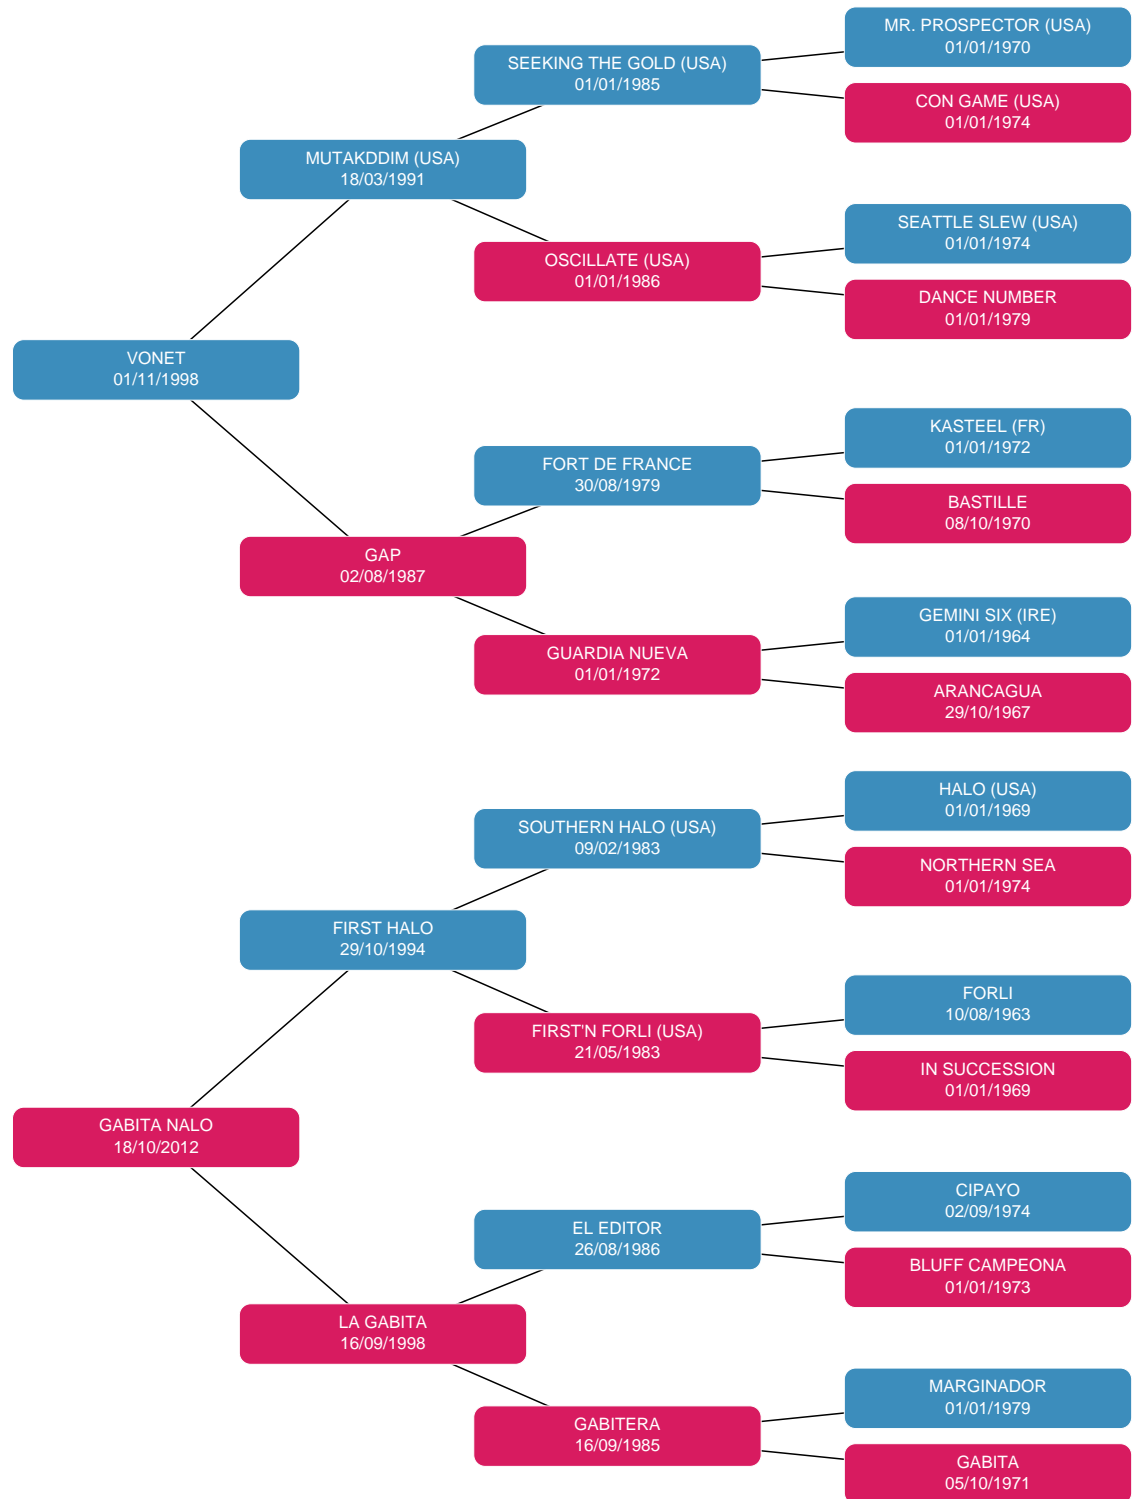 MR. PROSPECTOR (USA)
01/01/1970
SEEKING THE GOLD (USA)
01/01/1985
CON GAME (USA)
01/01/1974
MUTAKDDIM (USA)
18/03/1991
SEATTLE SLEW (USA)
01/01/1974
OSCILLATE (USA)
01/01/1986
DANCE NUMBER
01/01/1979
VONET
01/11/1998
KASTEEL (FR)
01/01/1972
FORT DE FRANCE
30/08/1979
BASTILLE
08/10/1970
GAP
02/08/1987
GEMINI SIX (IRE)
01/01/1964
GUARDIA NUEVA
01/01/1972
ARANCAGUA
29/10/1967
HALO (USA)
01/01/1969
SOUTHERN HALO (USA)
09/02/1983
NORTHERN SEA
01/01/1974
FIRST HALO
29/10/1994
FORLI
10/08/1963
FIRST'N FORLI (USA)
21/05/1983
IN SUCCESSION
01/01/1969
GABITA NALO
18/10/2012
CIPAYO
02/09/1974
EL EDITOR
26/08/1986
BLUFF CAMPEONA
01/01/1973
LA GABITA
16/09/1998
MARGINADOR
01/01/1979
GABITERA
16/09/1985
GABITA
05/10/1971